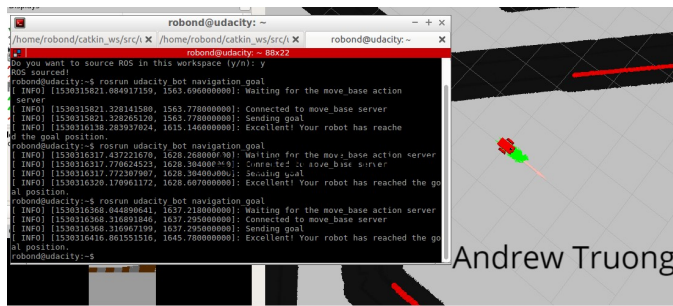 robond@udacity: ~
/home/robond/catkin_ws/src/u
/home/robond/catkin_ws/src/u
robond@udacity: ~
robond@udacity: ~ 88x22
Do you want to source ROS in this workspace (y/n): y
ROS sourced!
robond@udacity:~$ rosrun udacity_bot navigation_goal
[ INFO] [1530315821.084917159, 1563.696000000]: Waiting for the move_base action
server
[ INFO] [1530315821.328141580, 1563.778000000]: Connected to move_base server
[ INFO] [1530315821.328265120, 1563.778000000]: Sending goal
[ INFO] [1530316138.283937024, 1615.146000000]: Excellent! Your robot has reache
d the goal position.
robond@udacity:~$ rosrun udacity_bot navigation_goal
[ INFO] [1530316317.437221670, Waiting for the move_base action server
[ INFO] [1530316317.770624523, Connected to move_base server
[ INFO] [1530316317.772307907, Sending goal
[ INFO] [1530316320.170961172, 1628.607000000]: Excellent! Your robot has reached the go
al position.
robond@udacity:~$ rosrun udacity_bot navigation_goal
[ INFO] [1530316368.044890641, 1637.218000000]: Waiting for the move_base action server
[ INFO] [1530316368.316891846, 1637.295000000]: Connected to move_base server
[ INFO] [1530316368.316967199, 1637.295000000]: Sending goal
[ INFO] [1530316416.861551516, 1645.780000000]: Excellent! Your robot has reached the go
al position.
robond@udacity:~$
Andrew Truong